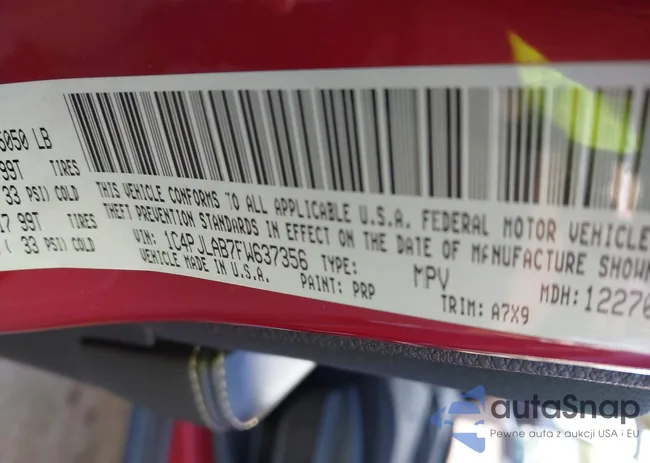 5050 LB
99T TIRES
33 PSI) COLD
17 99T TIRES
( 33 PSI) COLD
THIS VEHICLE CONFORMS TO ALL APPLICABLE U.S.A. FEDERAL MOTOR VEHICLE
THEFT PREVENTION STANDARDS IN EFFECT ON THE DATE OF MANUFACTURE SHOWN
VIN: 1C4PJLAB7FW637356 TYPE: MPV MDH: 12270
VEHICLE MADE IN U.S.A. PAINT: PRP TRIM: A7X9
autaSnap
Pewne auta z aukcji USA i EU